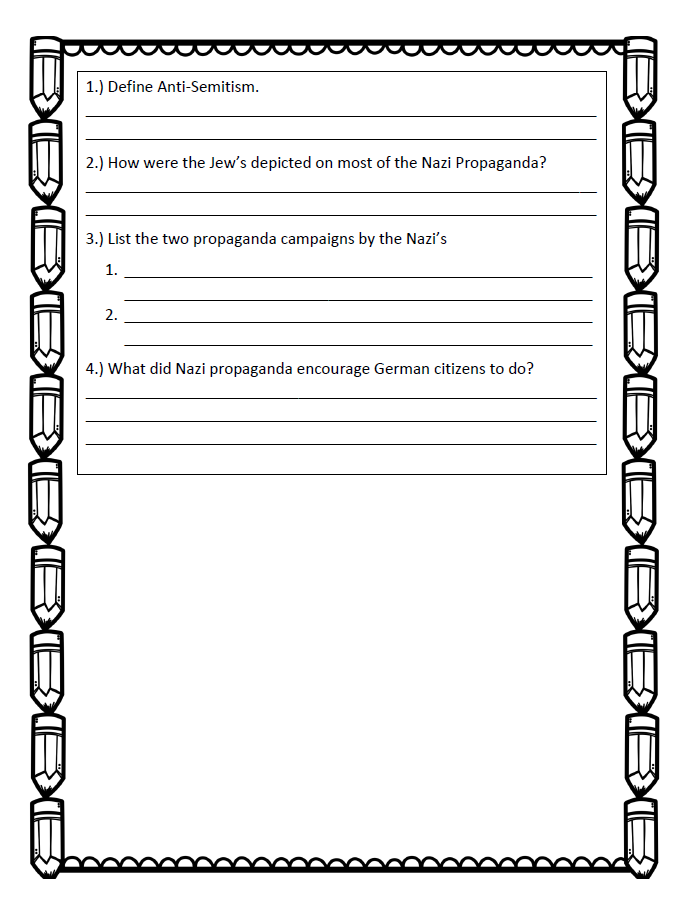 1.) Define Anti-Semitism.
2.) How were the Jew’s depicted on most of the Nazi Propaganda?
3.) List the two propaganda campaigns by the Nazi’s
1.
2.
4.) What did Nazi propaganda encourage German citizens to do?